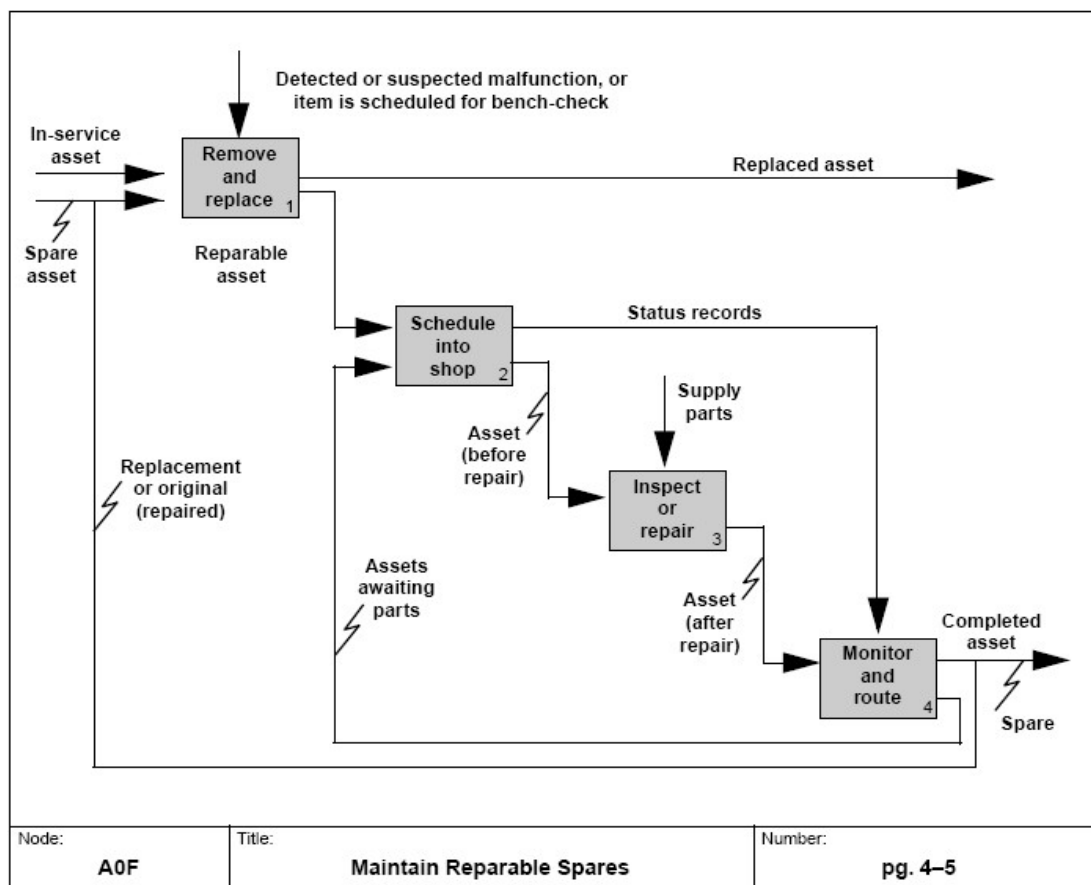 Detected or suspected malfunction, or
item is scheduled for bench-check
In-service
asset
Remove
and
replace
1
Replaced asset
Spare
asset
Reparable
asset
Schedule
into
shop
2
Status records
Supply
parts
Asset
(before
repair)
Replacement
or original
(repaired)
Inspect
or
repair
3
Assets
awaiting
parts
Asset
(after
repair)
Completed
asset
Monitor
and
route
4
Spare
Node:
A0F
Title:
Maintain Reparable Spares
Number:
pg. 4–5